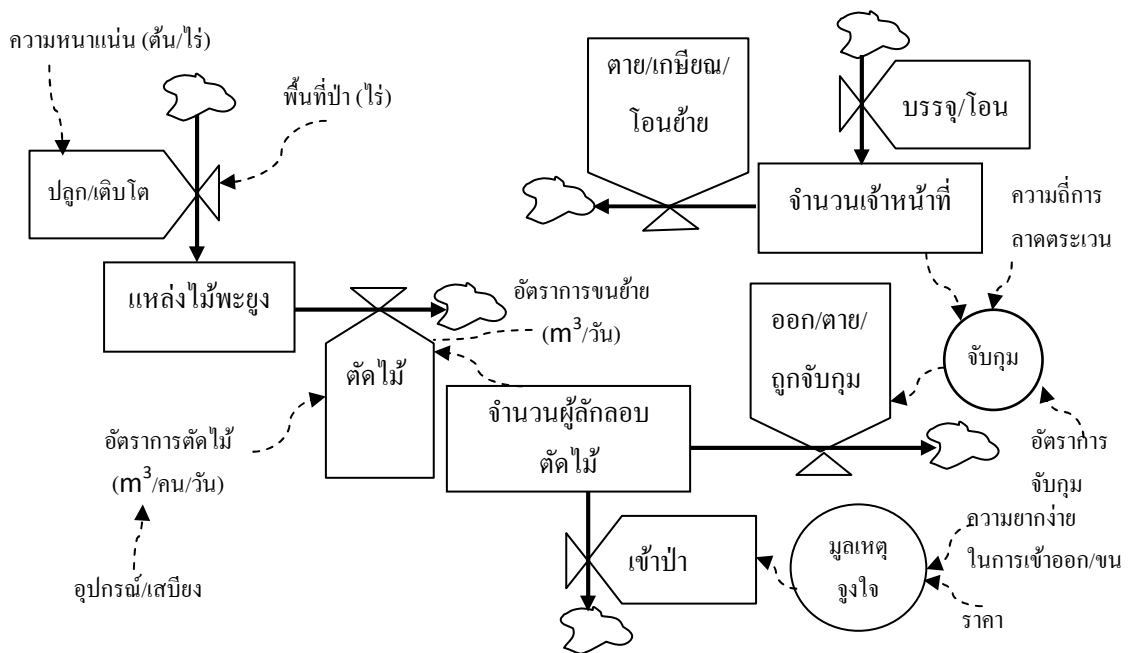 ความหนาแน่น (ต้น/ไร่)
พื้นที่ป่า (ไร่)
ปลูก/เติบโต
แหล่งไม้พะยูง
ตัดไม้
อัตราการขนย้าย
(m³/วัน)
อัตราการตัดไม้
(m³/คน/วัน)
อุปกรณ์/เสบียง
ตาย/เกษียณ/
โอนย้าย
บรรจุ/โอน
จำนวนเจ้าหน้าที่
ความถี่การ
ลาดตระเวน
จับกุม
อัตราการ
จับกุม
ออก/ตาย/
ถูกจับกุม
จำนวนผู้ลักลอบ
ตัดไม้
เข้าป่า
มูลเหตุ
จูงใจ
ความยากง่าย
ในการเข้าออก/ขน
ราคา